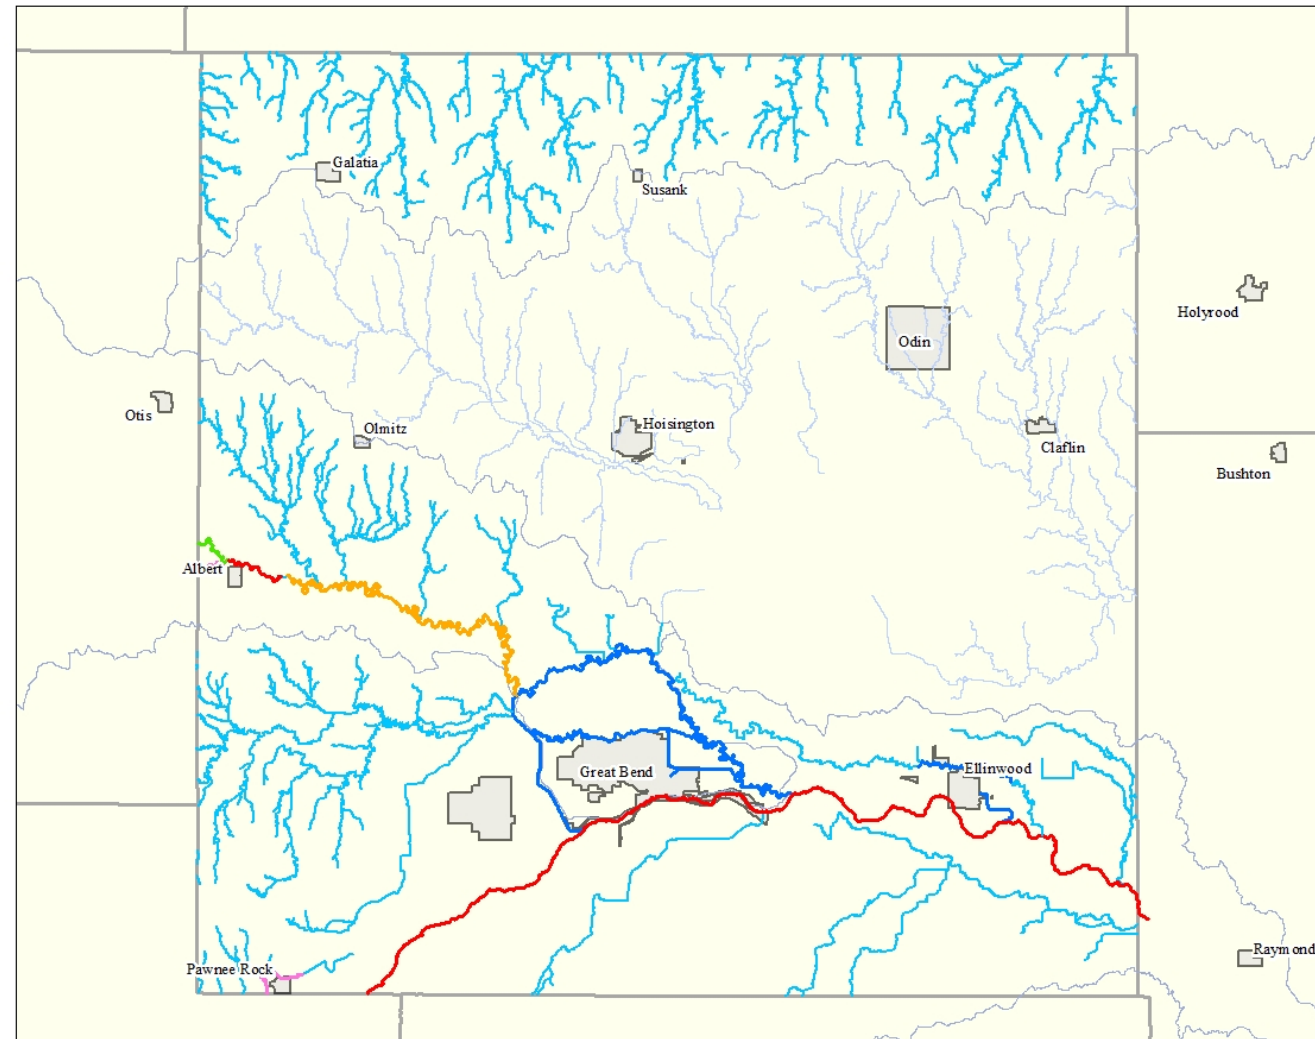 Galatia
Susank
Holyrood
Odin
Otis
Olmitz
Hoisington
Claflin
Bushton
Albert
Great Bend
Ellinwood
Pawnee Rock
Raymond